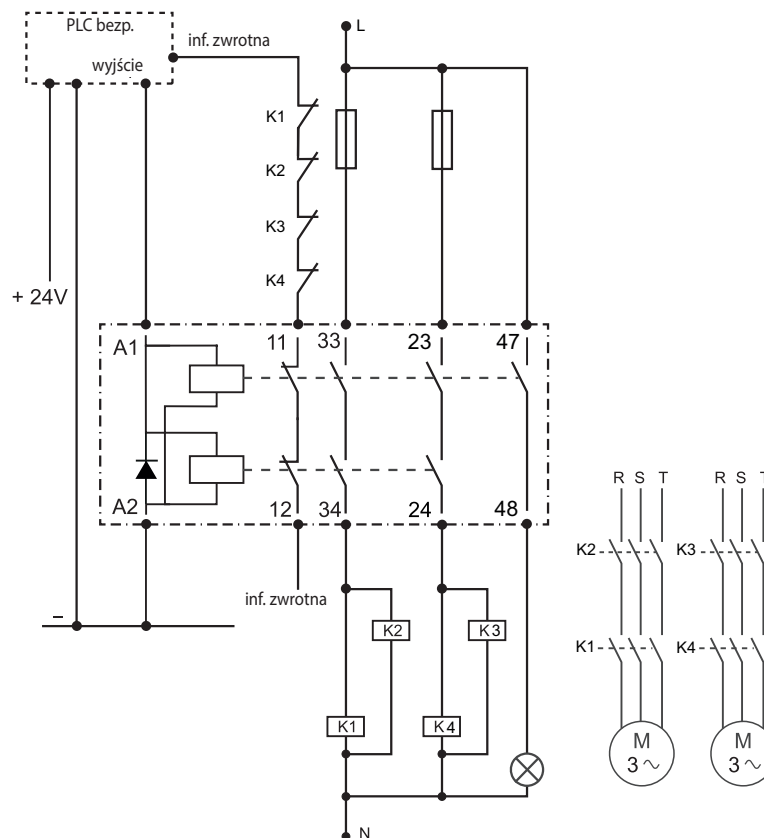 PLC bezp.
wyjście
inf. zwrotna
L
K1
K2
K3
K4
+ 24V
A1
11
33
23
47
A2
12
34
24
48
inf. zwrotna
–
K2
K3
K1
K4
N
R S T
R S T
K2
K3
K1
K4
M
3 ~
M
3 ~